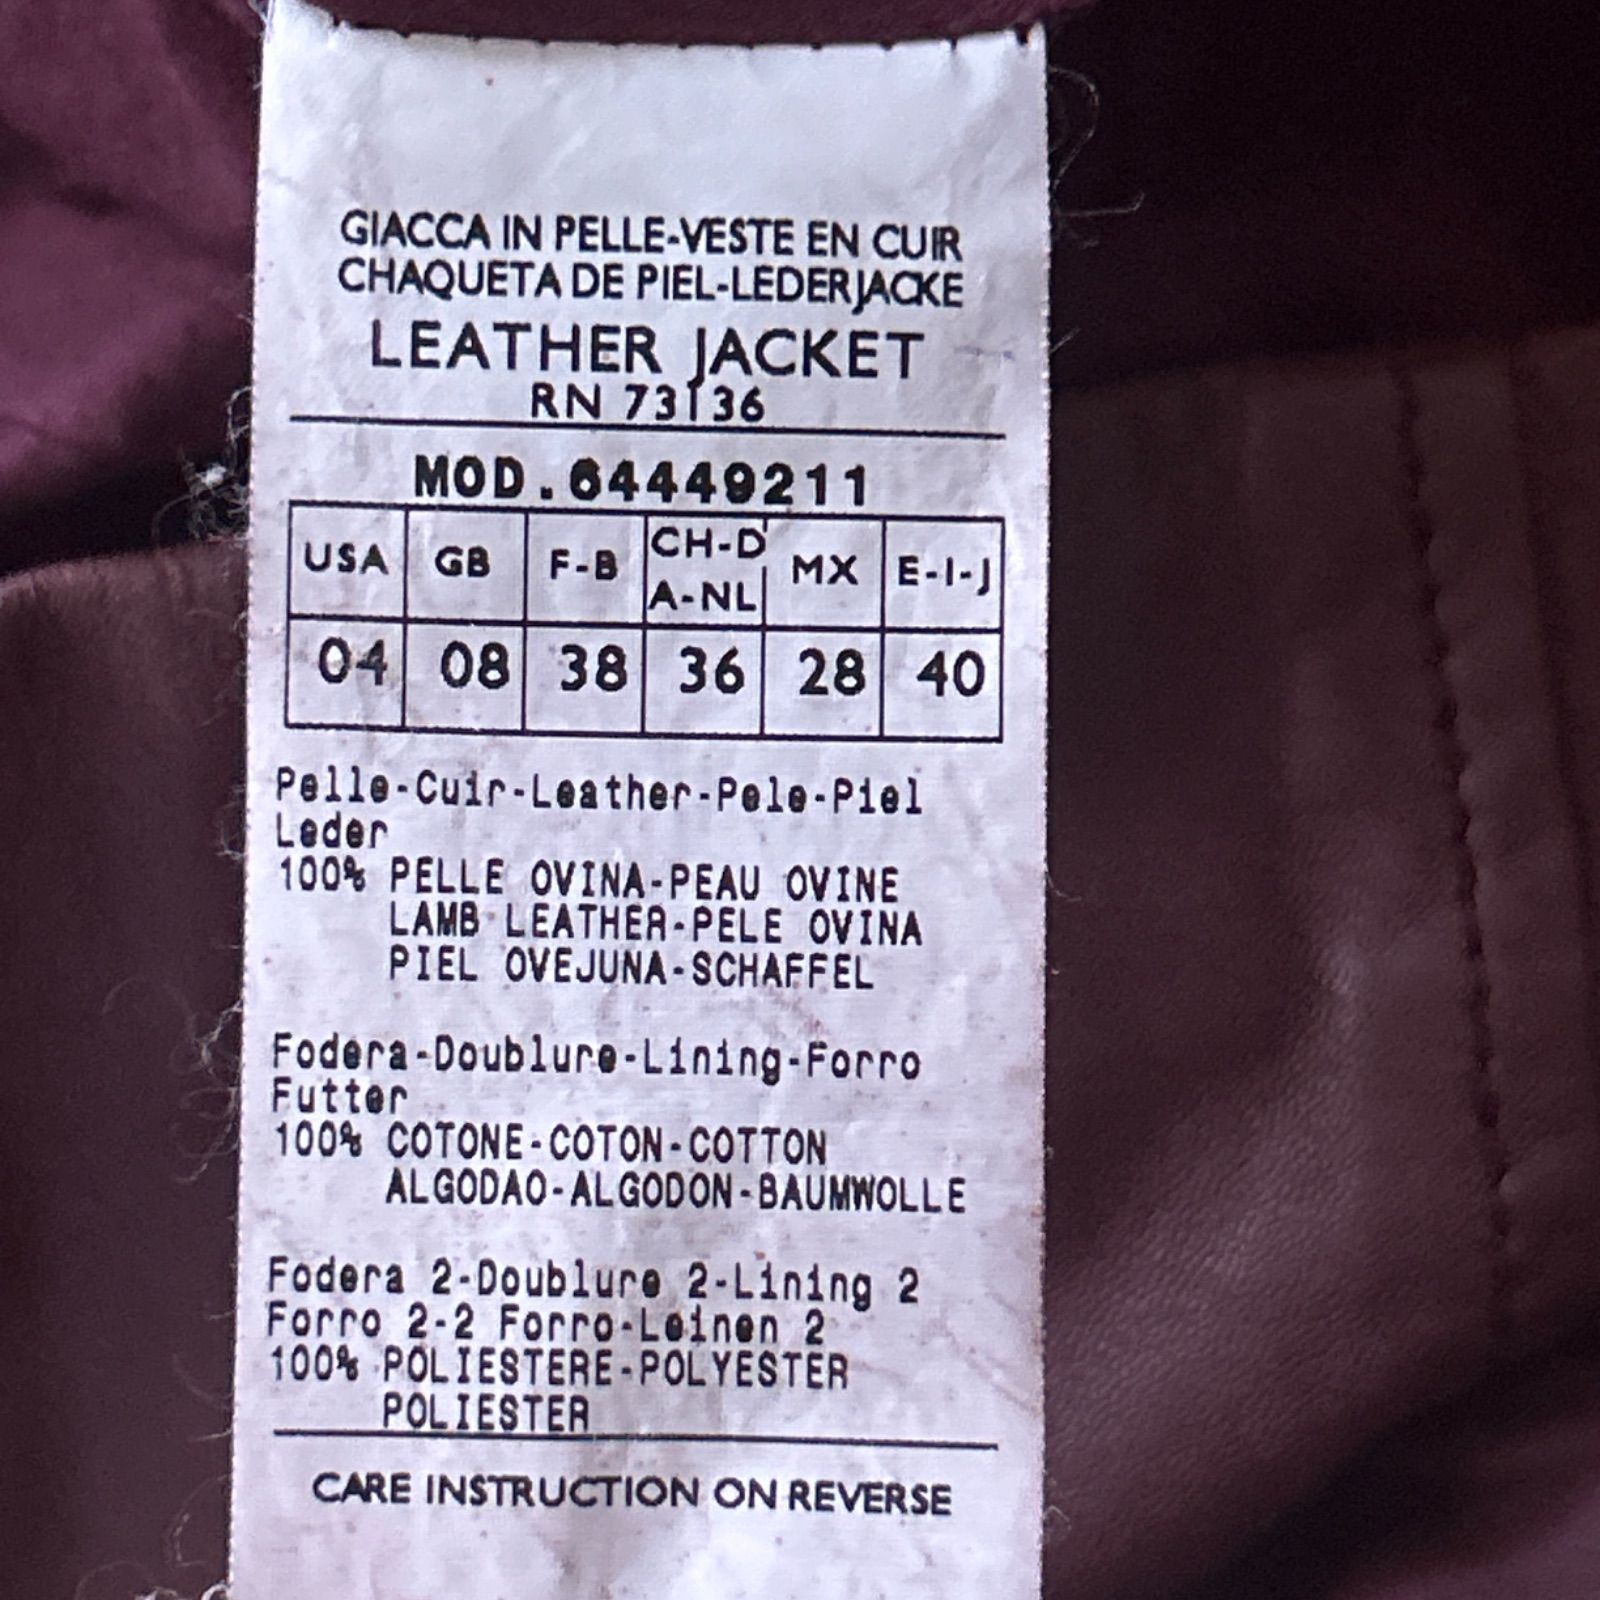 GIACCA IN PELLE-VESTE EN CUIR
CHAQUETA DE PIEL-LEDERJACKE
LEATHER JACKET
RN 73136
MOD.64449211
USA GB F-B CH-D A-NL MX E-I-J
04 08 38 36 28 40
Pelle-Cuir-Leather-Pele-Piel
Leder
100% PELLE OVINA-PEAU OVINE
LAMB LEATHER-PELE OVINA
PIEL OVEJUNA-SCHAFFEL
Fodera-Doublure-Lining-Forro
Futter
100% COTONE-COTON-COTTON
ALGODAO-ALGODON-BAUMWOLLE
Fodera 2-Doublure 2-Lining 2
Forro 2-2 Forro-Leinen 2
100% POLIESTERE-POLYESTER
POLIESTER
CARE INSTRUCTION ON REVERSE